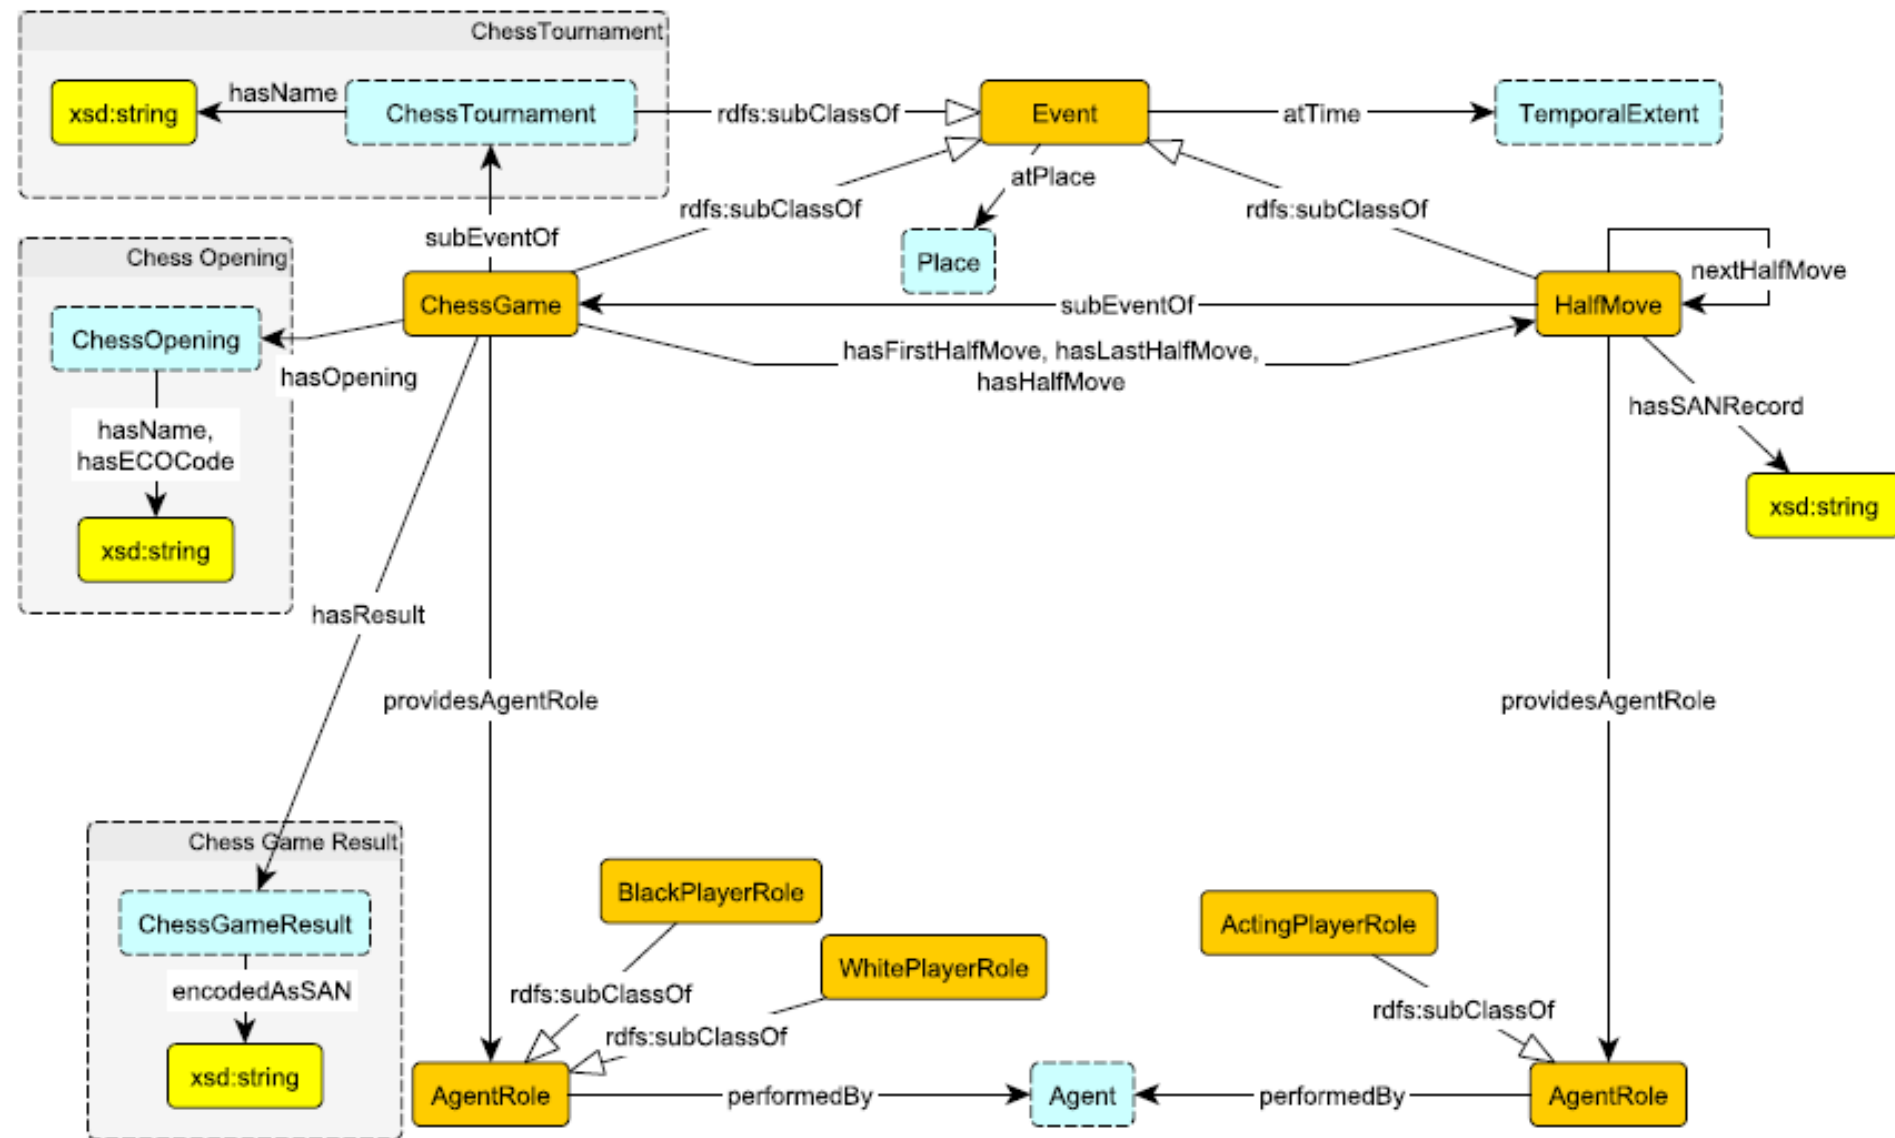 ChessTournament
xsd:string
hasName
ChessTournament
rdfs:subClassOf
Event
atTime
TemporalExtent
atPlace
rdfs:subClassOf
rdfs:subClassOf
subEventOf
Place
Chess Opening
nextHalfMove
ChessGame
subEventOf
HalfMove
ChessOpening
hasFirstHalfMove, hasLastHalfMove,
hasHalfMove
hasOpening
hasSANRecord
hasName,
hasECOCode
xsd:string
xsd:string
hasResult
providesAgentRole
providesAgentRole
Chess Game Result
BlackPlayerRole
ChessGameResult
ActingPlayerRole
WhitePlayerRole
encodedAsSAN
rdfs:subClassOf
rdfs:subClassOf
rdfs:subClassOf
xsd:string
AgentRole
performedBy
Agent
performedBy
AgentRole